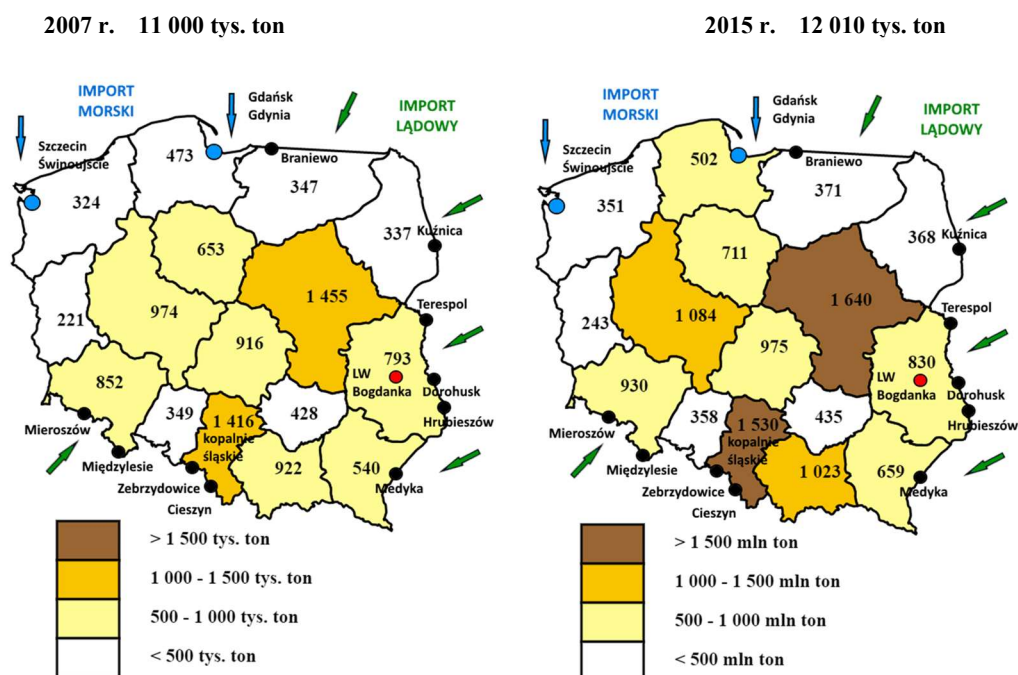 2007 r. 11 000 tys. ton
IMPORT
MORSKI
Gdańsk
Gdynia
IMPORT
LĄDOWY
Szczecin
Świnoujście
473
Braniewo
347
324
337
Kuźnica
653
1 455
Terespol
221
974
916
793
LW
Bogdanka
Dorohusk
852
Hrubieszów
349
1 416
428
kopalnie
śląskie
Mieroszów
Międzylesie
922
540
Medyka
Zebrzydowice
Cieszyn
> 1 500 tys. ton
1 000 - 1 500 tys. ton
500 - 1 000 tys. ton
< 500 tys. ton
2015 r. 12 010 tys. ton
IMPORT
MORSKI
Gdańsk
Gdynia
IMPORT
LĄDOWY
Szczecin
Świnoujście
502
Braniewo
371
351
368
Kuźnica
711
1 640
Terespol
243
1 084
975
830
LW
Bogdanka
Dorohusk
930
Hrubieszów
358
1 530
435
kopalnie
śląskie
Mieroszów
Międzylesie
1 023
659
Medyka
Zebrzydowice
Cieszyn
> 1 500 mln ton
1 000 - 1 500 mln ton
500 - 1 000 mln ton
< 500 mln ton